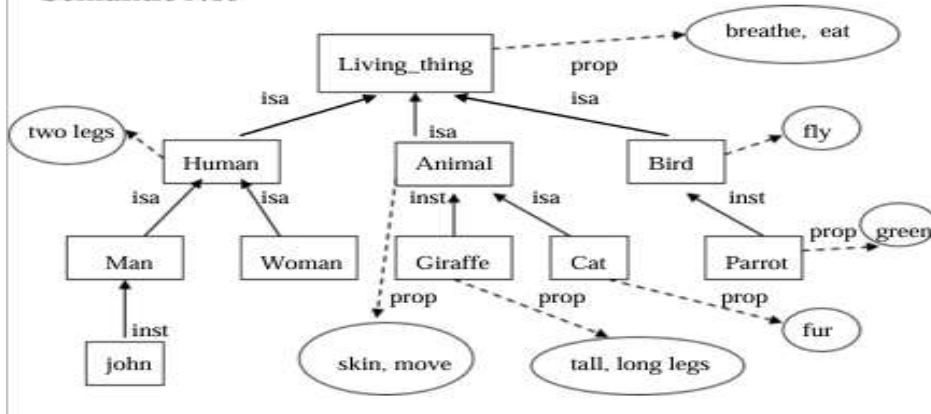 breathe, eat
Living_thing
prop
isa
isa
two legs
isa
fly
Human
Animal
Bird
isa
isa
inst
isa
inst
prop
green
Man
Woman
Giraffe
Cat
Parrot
prop
prop
prop
inst
fur
john
skin, move
tall, long legs